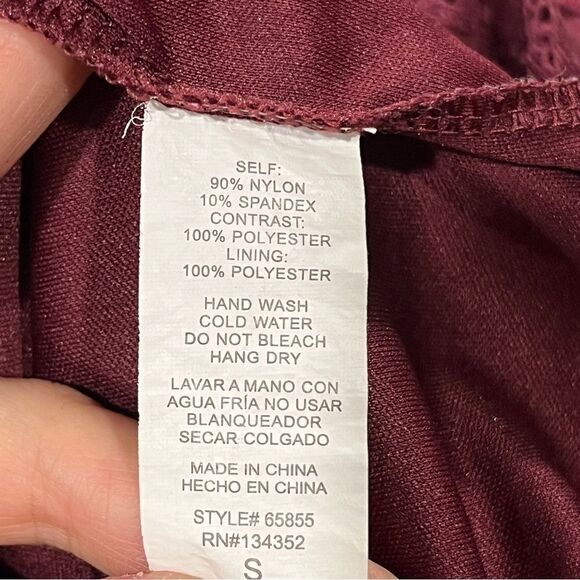 SELF:
90% NYLON
10% SPANDEX
CONTRAST:
100% POLYESTER
LINING:
100% POLYESTER
HAND WASH
COLD WATER
DO NOT BLEACH
HANG DRY
LAVAR A MANO CON
AGUA FRÍA NO USAR
BLANQUEADOR
SECAR COLGADO
MADE IN CHINA
HECHO EN CHINA
STYLE# 65855
RN#134352
S